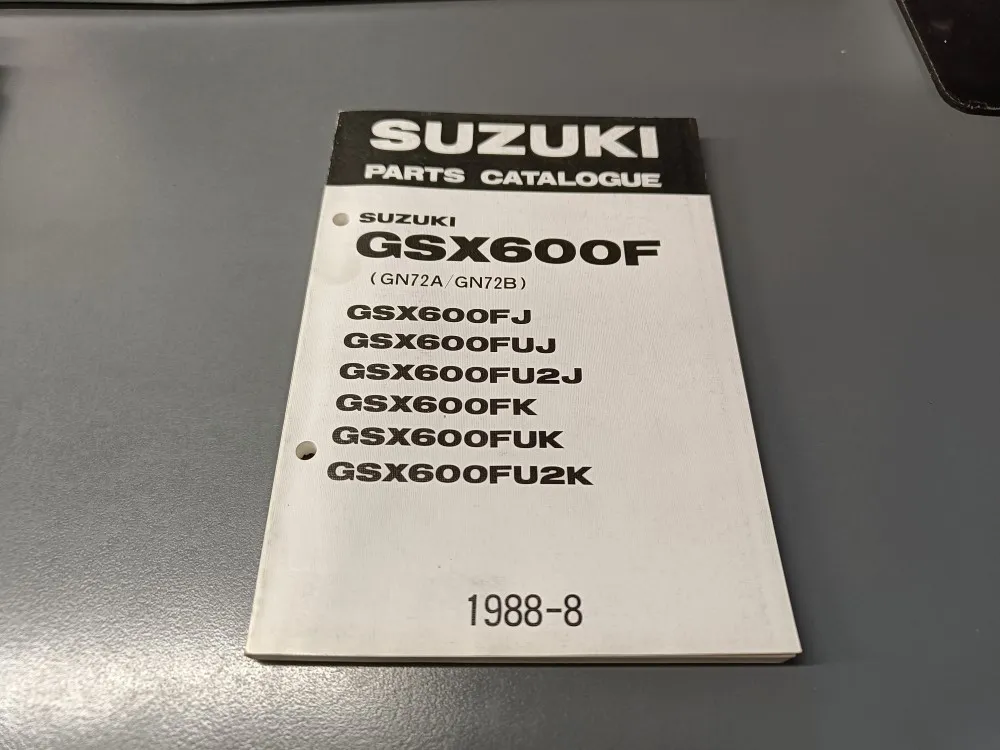 SUZUKI
PARTS CATALOGUE
SUZUKI
GSX600F
(GN72A/GN72B)
GSX600FJ
GSX600FUJ
GSX600FU2J
GSX600FK
GSX600FUK
GSX600FU2K
1988-8